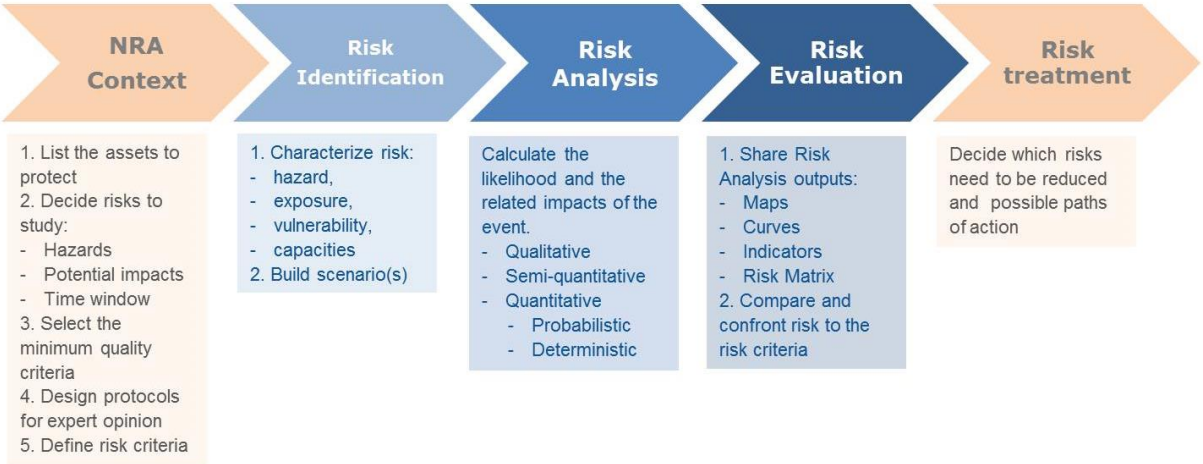 NRA
Context
Risk
Identification
Risk
Analysis
Risk
Evaluation
Risk
treatment
1. List the assets to
protect
2. Decide risks to
study:
- Hazards
- Potential impacts
- Time window
3. Select the
minimum quality
criteria
4. Design protocols
for expert opinion
5. Define risk criteria
1. Characterize risk:
- hazard,
- exposure,
- vulnerability,
- capacities
2. Build scenario(s)
Calculate the
likelihood and the
related impacts of the
event.
- Qualitative
- Semi-quantitative
- Quantitative
- Probabilistic
- Deterministic
1. Share Risk
Analysis outputs:
- Maps
- Curves
- Indicators
- Risk Matrix
2. Compare and
confront risk to the
risk criteria
Decide which risks
need to be reduced
and possible paths
of action